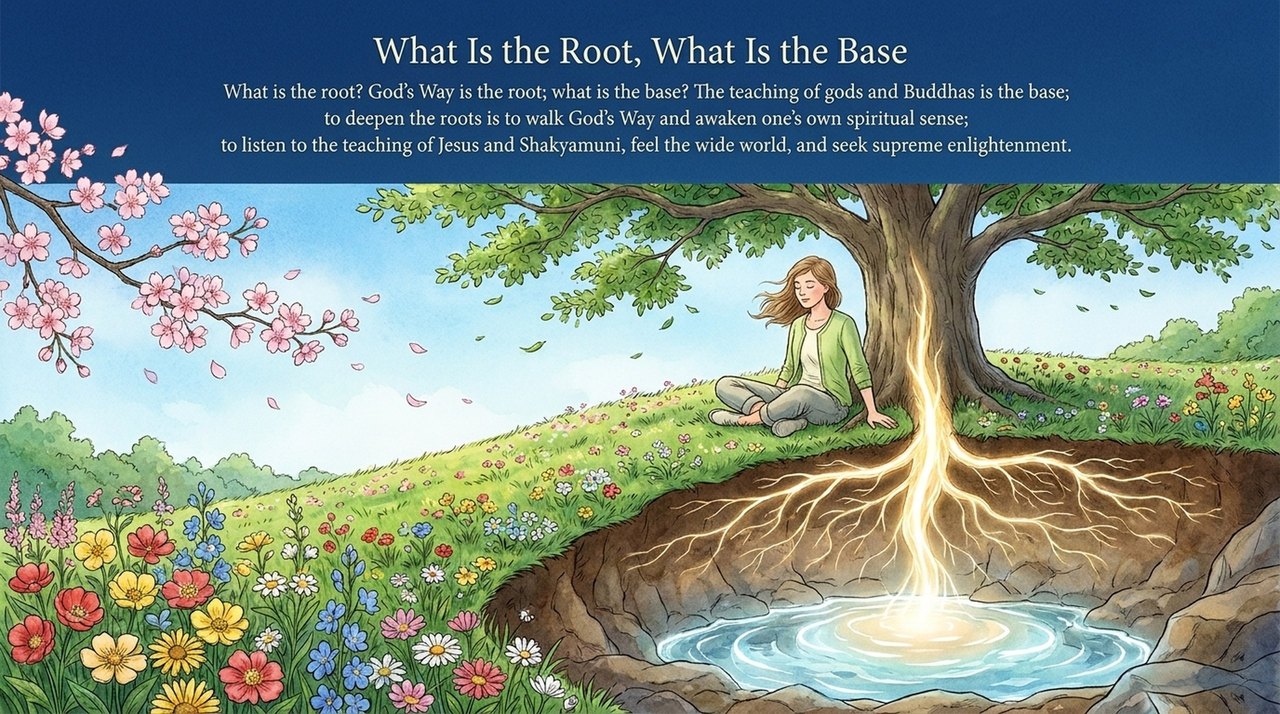 What Is the Root, What Is the Base
What is the root? God's Way is the root; what is the base? The teaching of gods and Buddhas is the base;
to deepen the roots is to walk God's Way and awaken one's own spiritual sense;
to listen to the teaching of Jesus and Shakyamuni, feel the wide world, and seek supreme enlightenment.